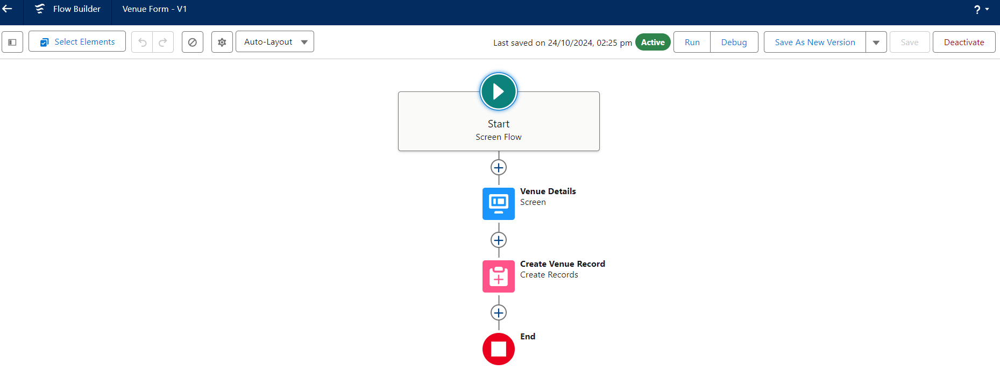 Flow Builder
Venue Form - V1
?
Select Elements
Auto-Layout
Last saved on 24/10/2024, 02:25 pm
Active
Run
Debug
Save As New Version
Save
Deactivate
Start
Screen Flow
Venue Details
Screen
Create Venue Record
Create Records
End